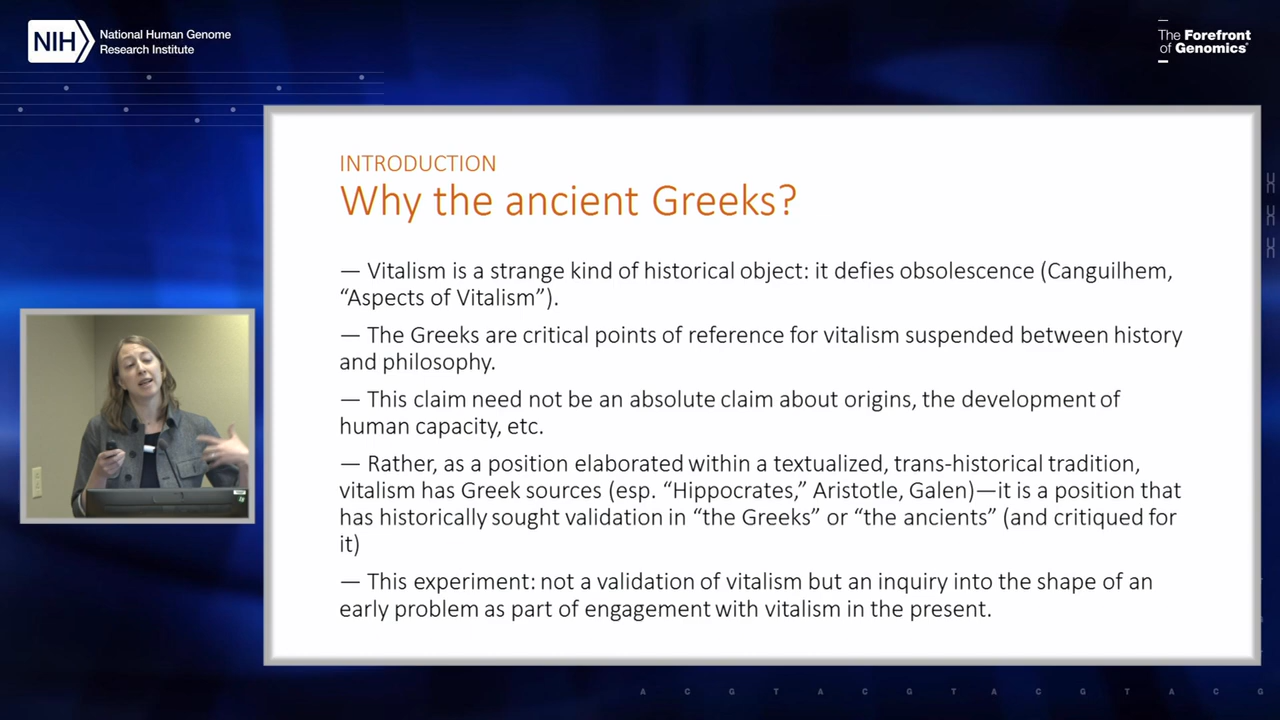 NIH
National Human Genome
Research Institute
The Forefront
of Genomics®
INTRODUCTION
Why the ancient Greeks?
— Vitalism is a strange kind of historical object: it defies obsolescence (Canguilhem,
“Aspects of Vitalism”).
— The Greeks are critical points of reference for vitalism suspended between history
and philosophy.
— This claim need not be an absolute claim about origins, the development of
human capacity, etc.
— Rather, as a position elaborated within a textualized, trans-historical tradition,
vitalism has Greek sources (esp. “Hippocrates,” Aristotle, Galen)—it is a position that
has historically sought validation in “the Greeks” or “the ancients” (and critiqued for
it)
— This experiment: not a validation of vitalism but an inquiry into the shape of an
early problem as part of engagement with vitalism in the present.
A C G T A C G T A C G T A C G